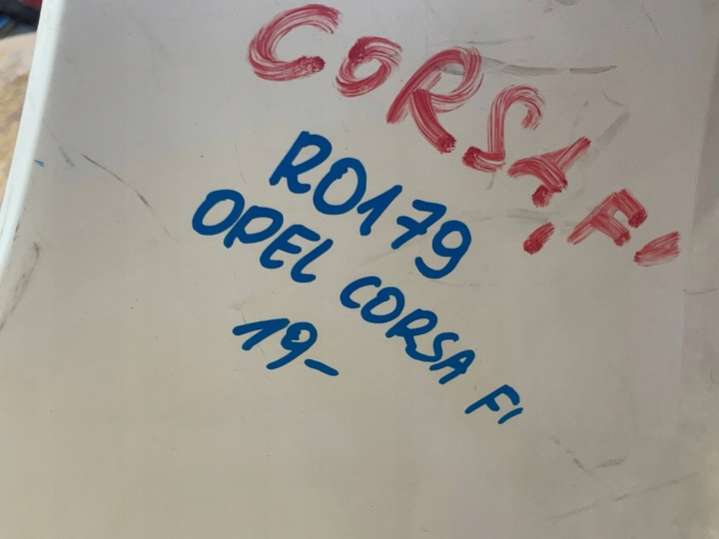 CORSA F'
RO179
OPEL CORSA F'
19-